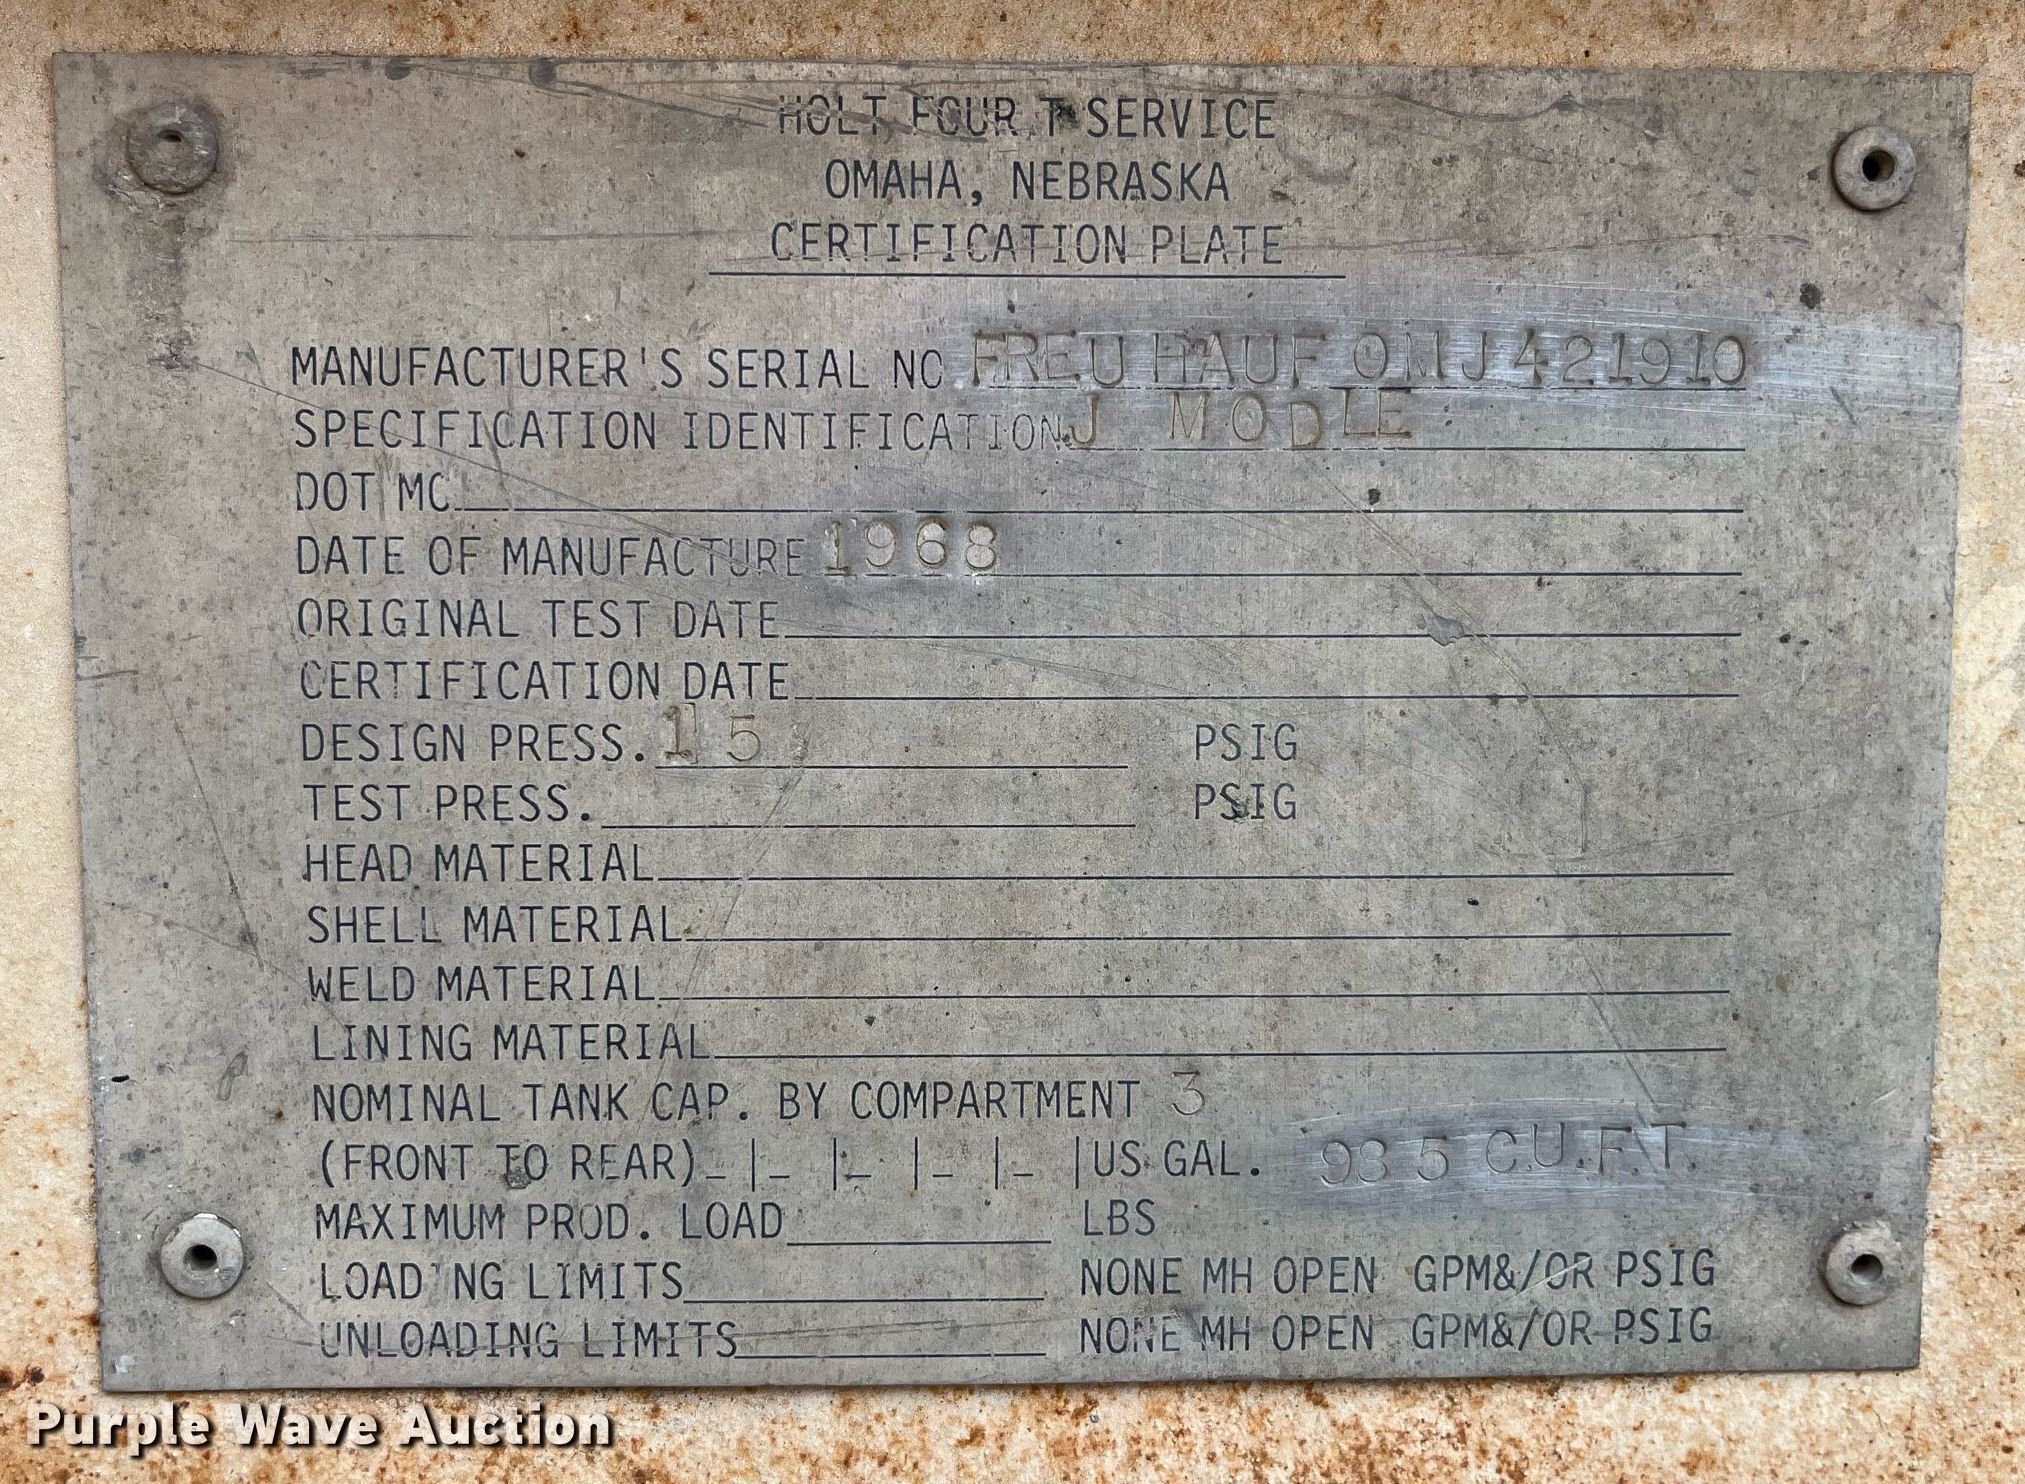 HOLT FOUR T SERVICE
OMAHA, NEBRASKA
CERTIFICATION PLATE
MANUFACTURER'S SERIAL NO. FREUHAUF OMJ421910
SPECIFICATION IDENTIFICATION J MODLE
DOT MC
DATE OF MANUFACTURE 1968
ORIGINAL TEST DATE
CERTIFICATION DATE
DESIGN PRESS. 15 PSIG
TEST PRESS. PSIG
HEAD MATERIAL
SHELL MATERIAL
WELD MATERIAL
LINING MATERIAL
NOMINAL TANK CAP. BY COMPARTMENT 3
(FRONT TO REAR) | | | | | US GAL. 935 C.U.F.T.
MAXIMUM PROD. LOAD LBS
LOADING LIMITS NONE MH OPEN GPM&/OR PSIG
UNLOADING LIMITS NONE MH OPEN GPM&/OR PSIG
Purple Wave Auction